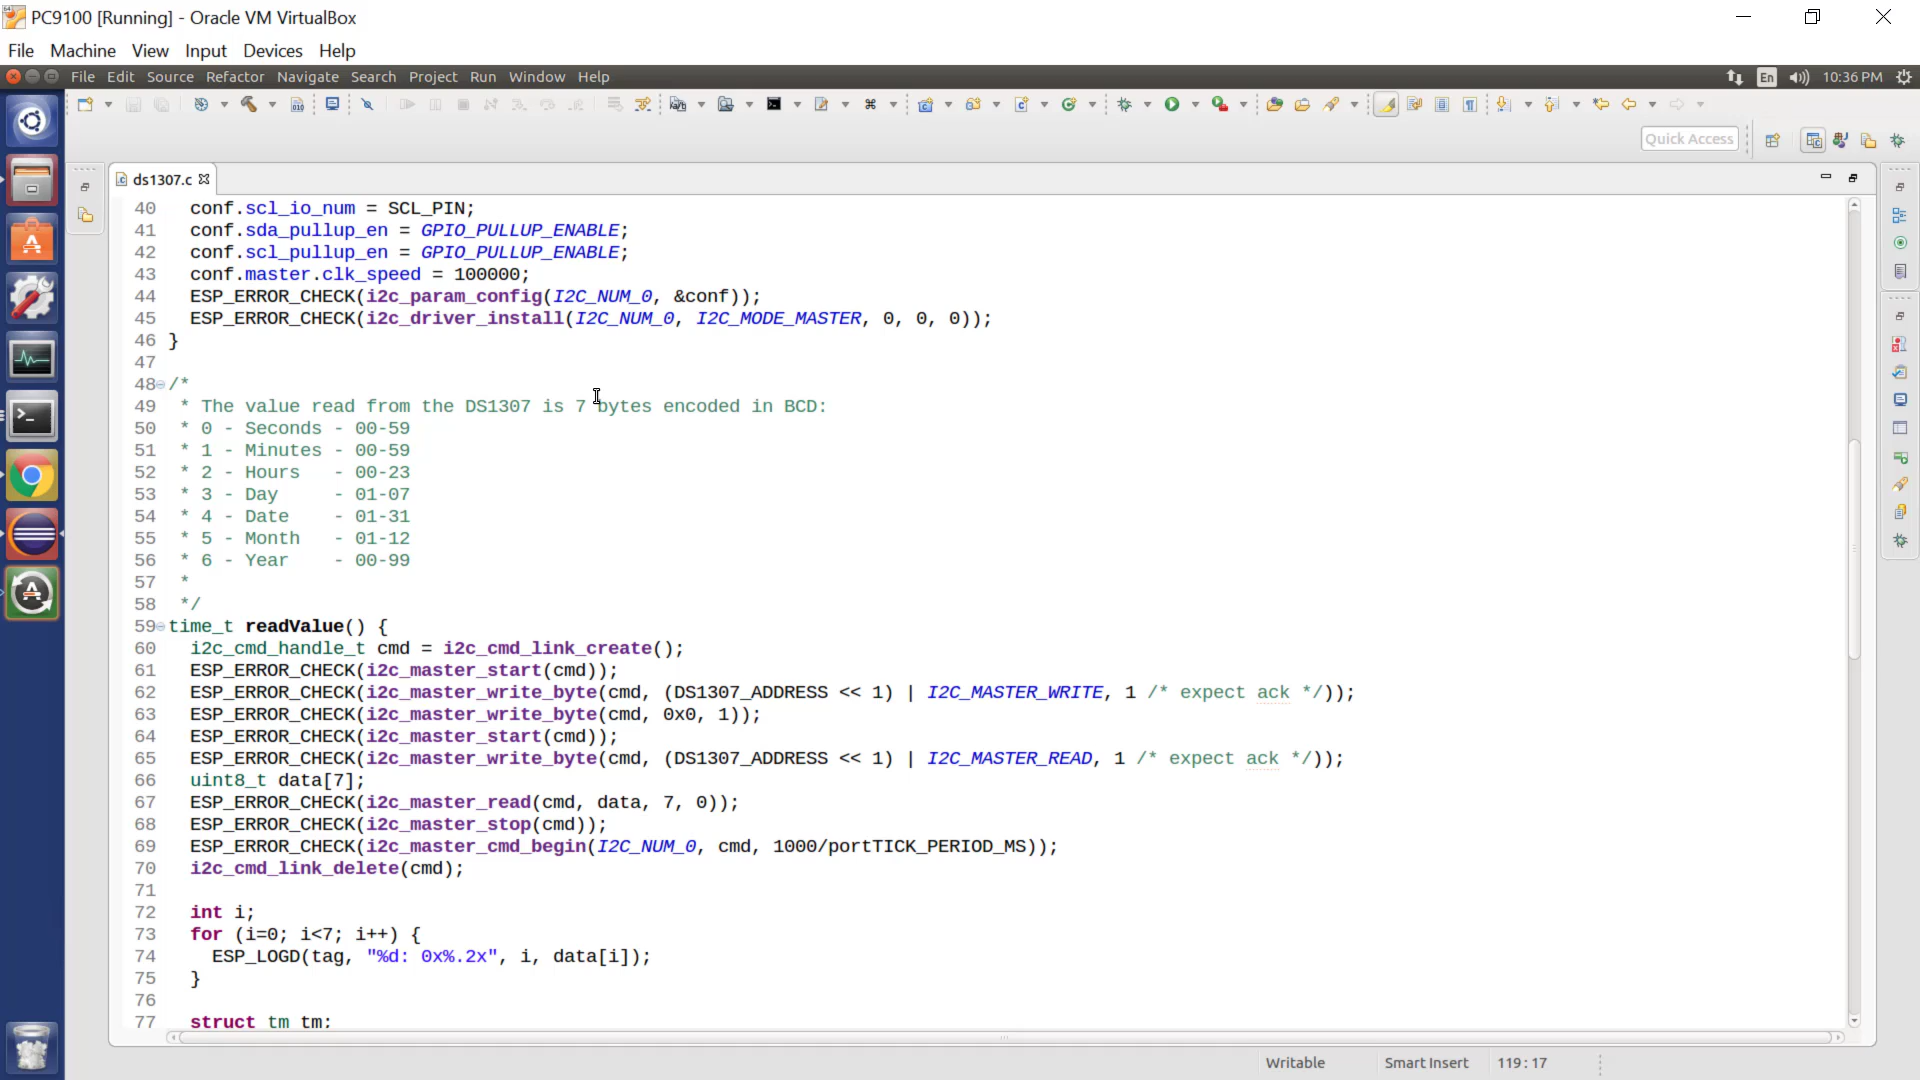 PC9100 [Running] - Oracle VM VirtualBox
File Machine View Input Devices Help
File Edit Source Refactor Navigate Search Project Run Window Help
En 10:36 PM
Quick Access
ds1307.c
40 conf.scl_io_num = SCL_PIN;
41 conf.sda_pullup_en = GPIO_PULLUP_ENABLE;
42 conf.scl_pullup_en = GPIO_PULLUP_ENABLE;
43 conf.master.clk_speed = 100000;
44 ESP_ERROR_CHECK(i2c_param_config(I2C_NUM_0, &conf));
45 ESP_ERROR_CHECK(i2c_driver_install(I2C_NUM_0, I2C_MODE_MASTER, 0, 0, 0));
46 }
47
48 /*
49 * The value read from the DS1307 is 7 bytes encoded in BCD:
50 * 0 - Seconds - 00-59
51 * 1 - Minutes - 00-59
52 * 2 - Hours - 00-23
53 * 3 - Day - 01-07
54 * 4 - Date - 01-31
55 * 5 - Month - 01-12
56 * 6 - Year - 00-99
57 *
58 */
59 time_t readValue() {
60 i2c_cmd_handle_t cmd = i2c_cmd_link_create();
61 ESP_ERROR_CHECK(i2c_master_start(cmd));
62 ESP_ERROR_CHECK(i2c_master_write_byte(cmd, (DS1307_ADDRESS << 1) | I2C_MASTER_WRITE, 1 /* expect ack */));
63 ESP_ERROR_CHECK(i2c_master_write_byte(cmd, 0x0, 1));
64 ESP_ERROR_CHECK(i2c_master_start(cmd));
65 ESP_ERROR_CHECK(i2c_master_write_byte(cmd, (DS1307_ADDRESS << 1) | I2C_MASTER_READ, 1 /* expect ack */));
66 uint8_t data[7];
67 ESP_ERROR_CHECK(i2c_master_read(cmd, data, 7, 0));
68 ESP_ERROR_CHECK(i2c_master_stop(cmd));
69 ESP_ERROR_CHECK(i2c_master_cmd_begin(I2C_NUM_0, cmd, 1000/portTICK_PERIOD_MS));
70 i2c_cmd_link_delete(cmd);
71
72 int i;
73 for (i=0; i<7; i++) {
74 ESP_LOGD(tag, "%d: 0x%.2x", i, data[i]);
75 }
76
77 struct tm tm;
Writable Smart Insert 119 : 17